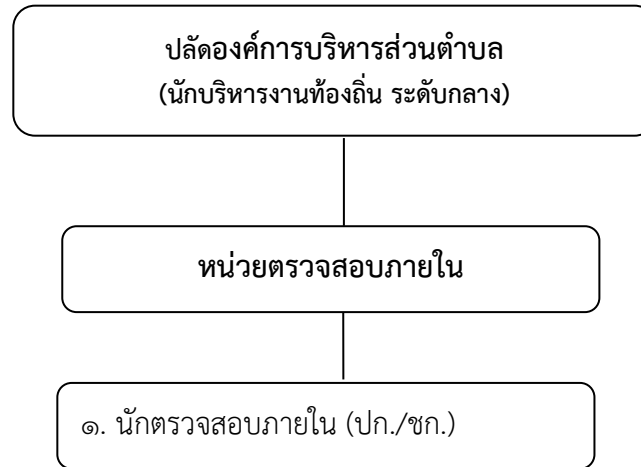 ปลัดองค์การบริหารส่วนตำบล
(นักบริหารงานท้องถิ่น ระดับกลาง)
หน่วยตรวจสอบภายใน
๑. นักตรวจสอบภายใน (ปก./ชก.)